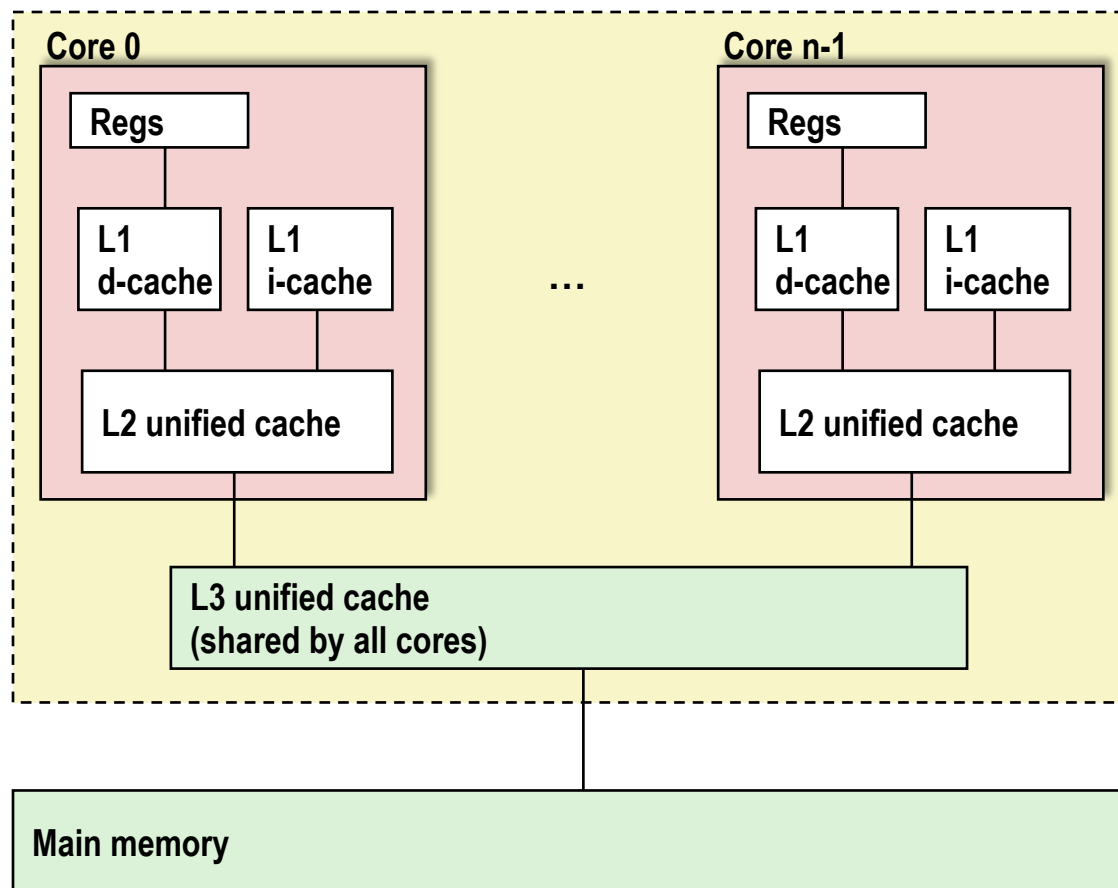 Core 0
Regs
L1
d-cache
L1
i-cache
L2 unified cache
…
Core n-1
Regs
L1
d-cache
L1
i-cache
L2 unified cache
L3 unified cache
(shared by all cores)
Main memory